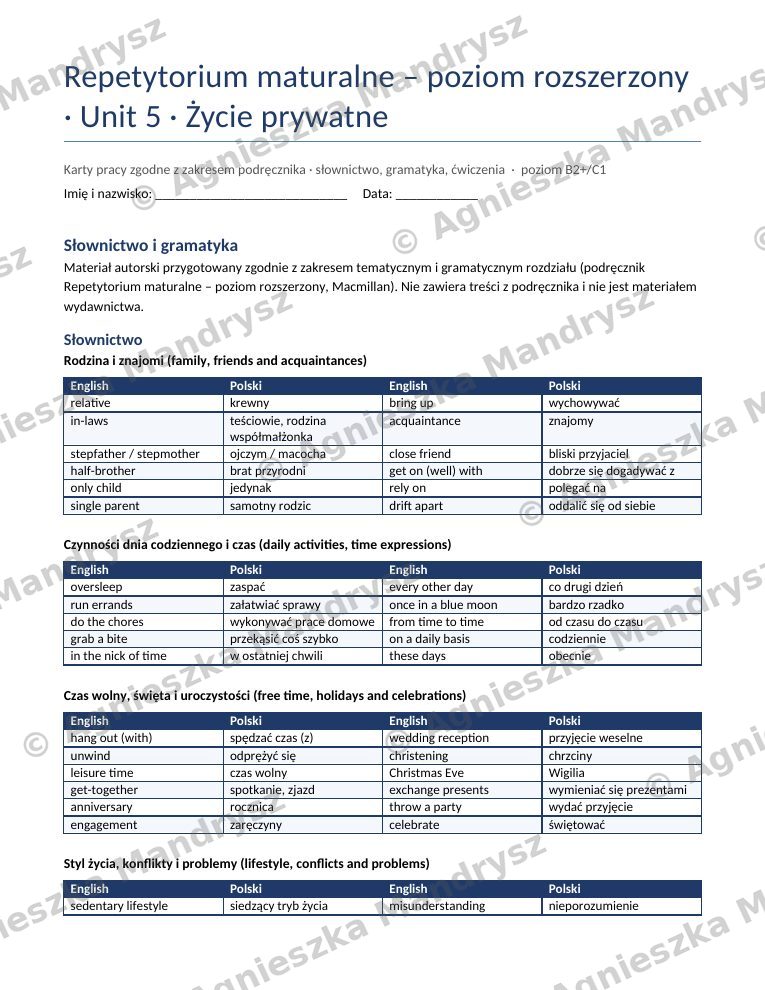 Repetytorium maturalne – poziom rozszerzony
· Unit 5 · Życie prywatne
Karty pracy zgodne z zakresem podręcznika · słownictwo, gramatyka, ćwiczenia · poziom B2+/C1
Imię i nazwisko: ____________________________ Data: ____________
Słownictwo i gramatyka
Materiał autorski przygotowany zgodnie z zakresem tematycznym i gramatycznym rozdziału (podręcznik
Repetytorium maturalne – poziom rozszerzony, Macmillan). Nie zawiera treści z podręcznika i nie jest materiałem
wydawnictwa.
Słownictwo
Rodzina i znajomi (family, friends and acquaintances)
English Polski English Polski
relative krewny bring up wychowywać
in-laws teściowie, rodzina współmałżonka acquaintance znajomy
stepfather / stepmother ojczym / macocha close friend bliski przyjaciel
half-brother brat przyrodni get on (well) with dobrze się dogadywać z
only child jedynak rely on polegać na
single parent samotny rodzic drift apart oddalić się od siebie
Czynności dnia codziennego i czas (daily activities, time expressions)
English Polski English Polski
oversleep zaspać every other day co drugi dzień
run errands załatwiać sprawy once in a blue moon bardzo rzadko
do the chores wykonywać prace domowe from time to time od czasu do czasu
grab a bite przekąsić coś szybko on a daily basis codziennie
in the nick of time w ostatniej chwili these days obecnie
Czas wolny, święta i uroczystości (free time, holidays and celebrations)
English Polski English Polski
hang out (with) spędzać czas (z) wedding reception przyjęcie weselne
unwind odprężyć się christening chrzciny
leisure time czas wolny Christmas Eve Wigilia
get-together spotkanie, zjazd exchange presents wymieniać się prezentami
anniversary rocznica throw a party wydać przyjęcie
engagement zaręczyny celebrate świętować
Styl życia, konflikty i problemy (lifestyle, conflicts and problems)
English Polski English Polski
sedentary lifestyle siedzący tryb życia misunderstanding nieporozumienie
© Agnieszka Mandrysz